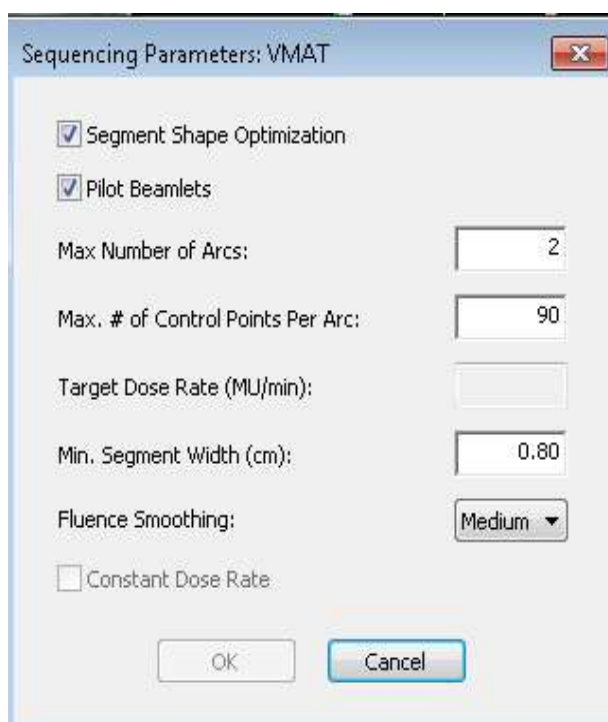 Sequencing Parameters: VMAT
Segment Shape Optimization
Pilot Beamlets
Max Number of Arcs: 2
Max. # of Control Points Per Arc: 90
Target Dose Rate (MU/min):
Min. Segment Width (cm): 0.80
Fluence Smoothing: Medium
Constant Dose Rate
OK Cancel